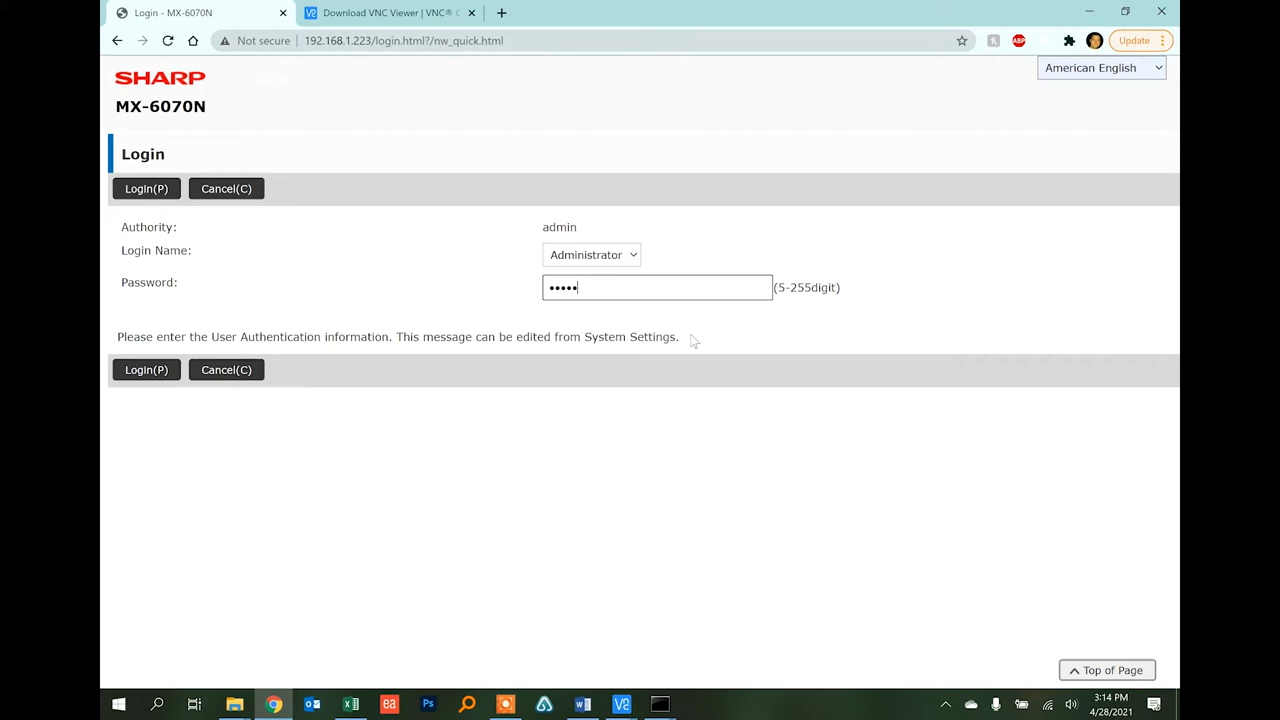 Login - MX-6070N
Download VNC Viewer | VNC® C
Not secure
192.168.1.223/login.html?/nw_quick.html
ABP
Update
SHARP
American English
MX-6070N
Login
Login(P)
Cancel(C)
Authority:
admin
Login Name:
Administrator
Password:
•••••
(5-255digit)
Please enter the User Authentication information. This message can be edited from System Settings.
Login(P)
Cancel(C)
Top of Page
ea
Ps
3:14 PM
4/28/2021